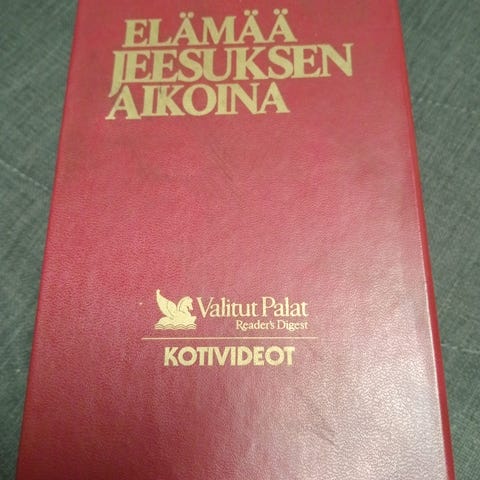 ELÄMÄÄ
JEESUKSEN
AIKOINA
Valitut Palat
Reader's Digest
KOTIVIDEOT